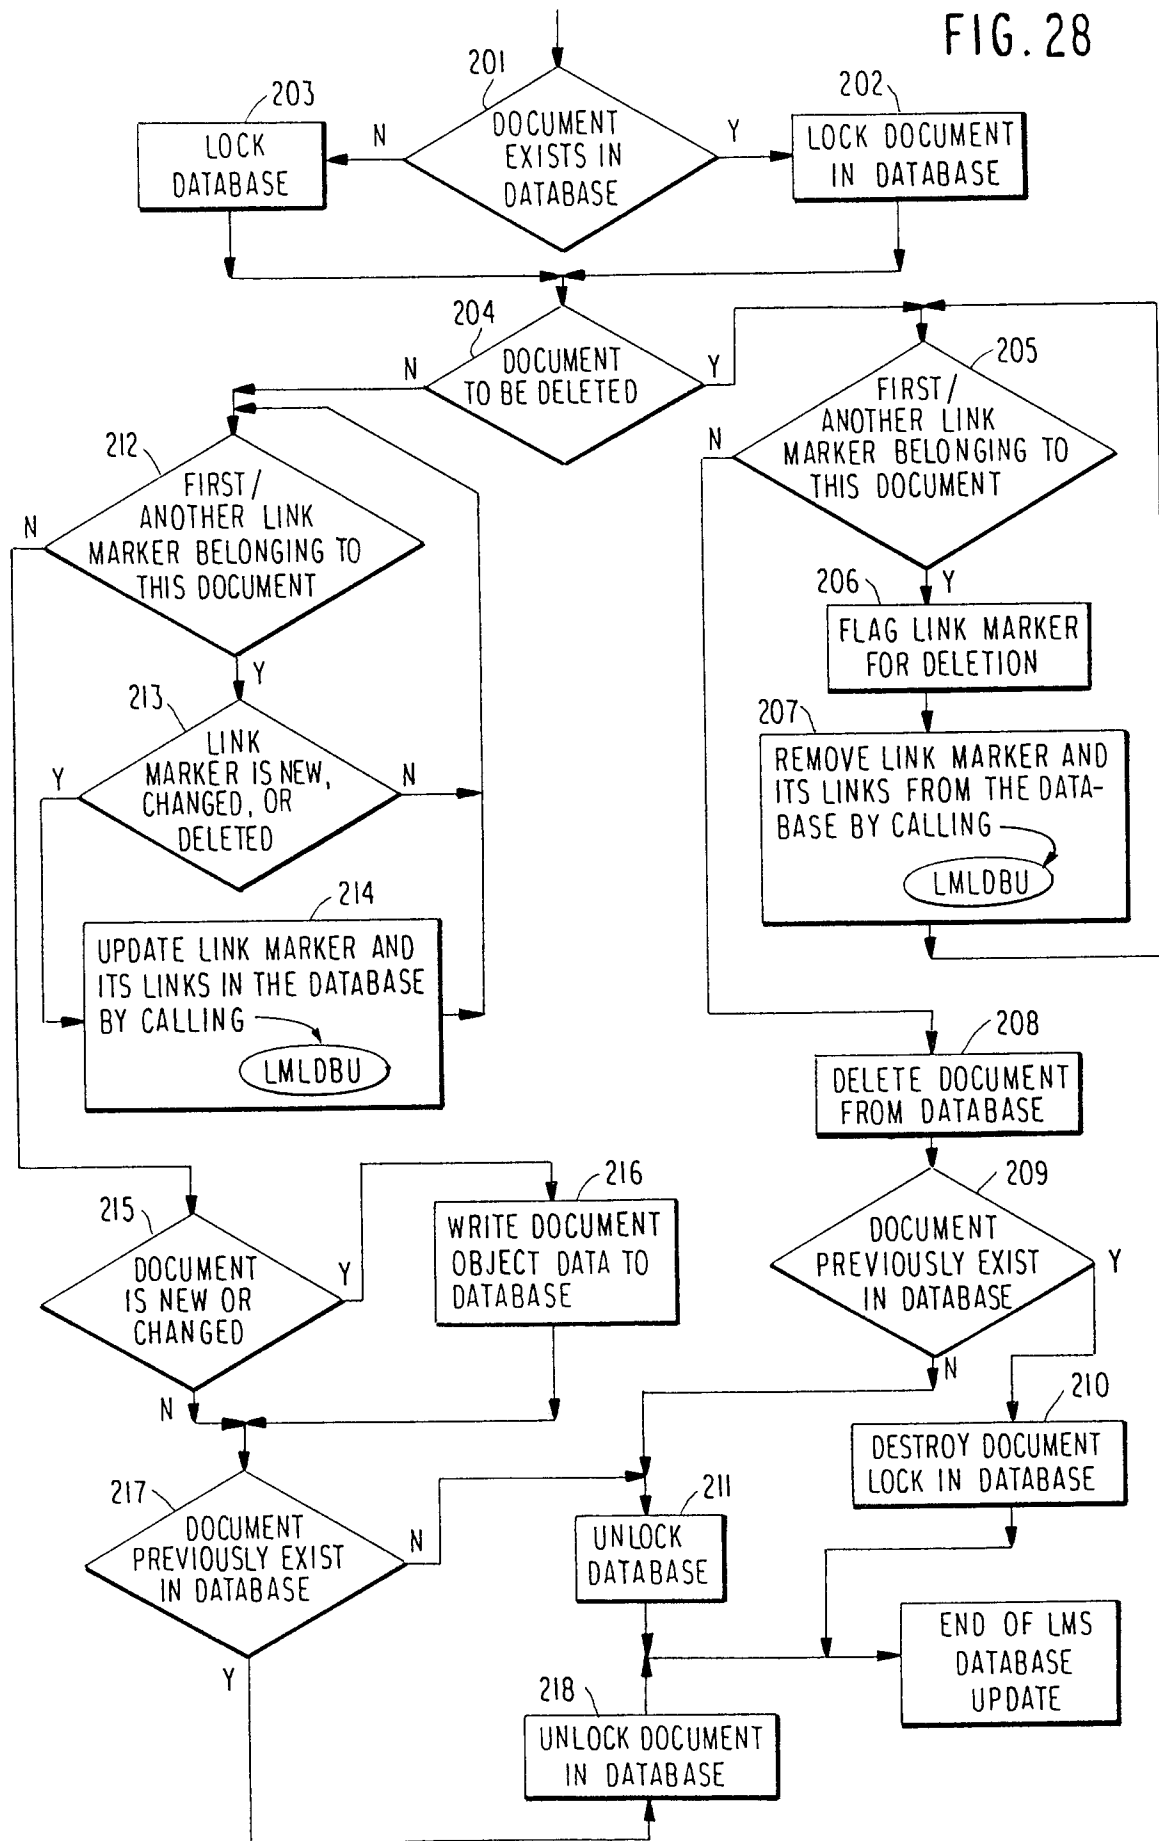 FIG. 28
201
203
202
N
DOCUMENT
EXISTS IN
DATABASE
Y
LOCK
DATABASE
LOCK DOCUMENT
IN DATABASE
204
N
DOCUMENT
TO BE DELETED
Y
205
FIRST/
ANOTHER LINK
MARKER BELONGING TO
THIS DOCUMENT
N
Y
212
FIRST/
ANOTHER LINK
MARKER BELONGING TO
THIS DOCUMENT
N
Y
206
FLAG LINK MARKER
FOR DELETION
213
LINK
MARKER IS NEW,
CHANGED, OR
DELETED
Y
N
207
REMOVE LINK MARKER AND
ITS LINKS FROM THE DATA-
BASE BY CALLING
LMLDBU
214
UPDATE LINK MARKER AND
ITS LINKS IN THE DATABASE
BY CALLING
LMLDBU
208
DELETE DOCUMENT
FROM DATABASE
209
DOCUMENT
PREVIOUSLY EXIST
IN DATABASE
Y
N
215
DOCUMENT
IS NEW OR
CHANGED
Y
N
216
WRITE DOCUMENT
OBJECT DATA TO
DATABASE
210
DESTROY DOCUMENT
LOCK IN DATABASE
217
DOCUMENT
PREVIOUSLY EXIST
IN DATABASE
N
Y
211
UNLOCK
DATABASE
END OF LMS
DATABASE
UPDATE
218
UNLOCK DOCUMENT
IN DATABASE